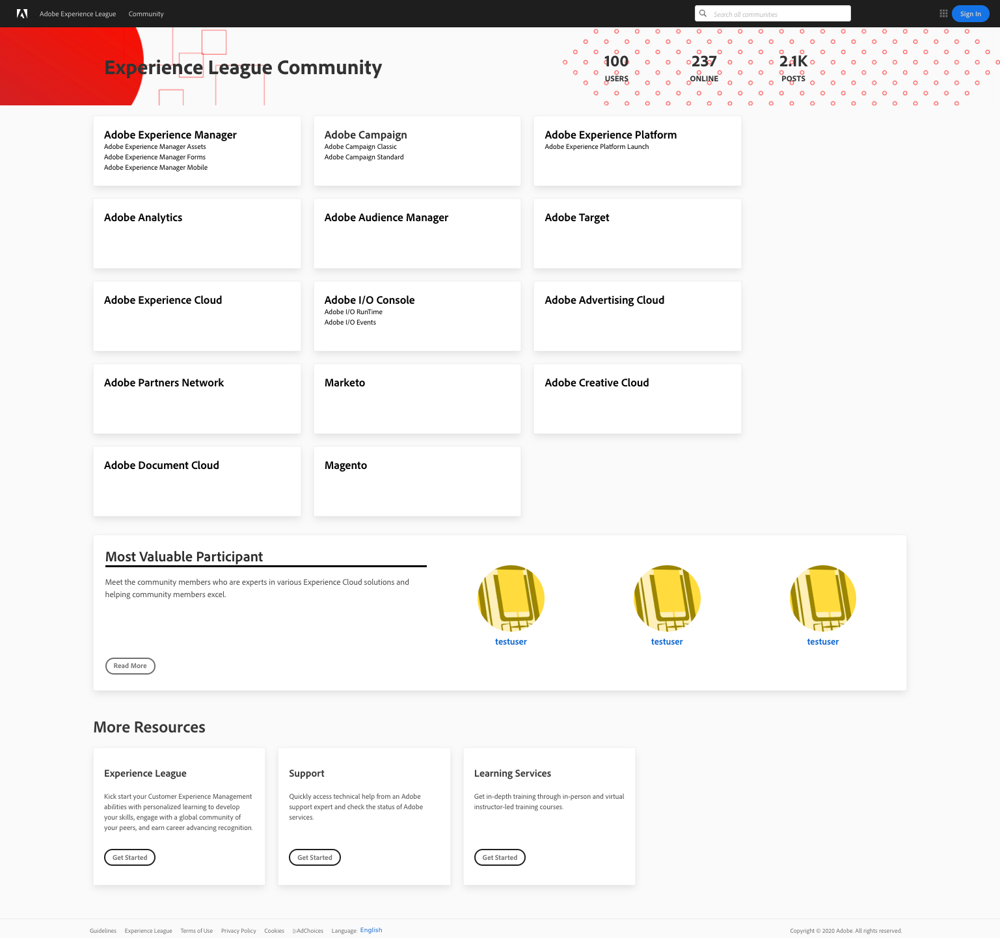 Adobe Experience League
Community
Search all communities
Sign In
Experience League Community
100
USERS
237
ONLINE
2.1K
POSTS
Adobe Experience Manager
Adobe Experience Manager Assets
Adobe Experience Manager Forms
Adobe Experience Manager Mobile
Adobe Campaign
Adobe Campaign Classic
Adobe Campaign Standard
Adobe Experience Platform
Adobe Experience Platform Launch
Adobe Analytics
Adobe Audience Manager
Adobe Target
Adobe Experience Cloud
Adobe I/O Console
Adobe I/O RunTime
Adobe I/O Events
Adobe Advertising Cloud
Adobe Partners Network
Marketo
Adobe Creative Cloud
Adobe Document Cloud
Magento
Most Valuable Participant
Meet the community members who are experts in various Experience Cloud solutions and
helping community members excel.
Read More
testuser
testuser
testuser
More Resources
Experience League
Kick start your Customer Experience Management
abilities with personalized learning to develop
your skills, engage with a global community of
your peers, and earn career advancing recognition.
Get Started
Support
Quickly access technical help from an Adobe
support expert and check the status of Adobe
services.
Get Started
Learning Services
Get in-depth training through in-person and virtual
instructor-led training courses.
Get Started
Guidelines
Experience League
Terms of Use
Privacy Policy
Cookies
AdChoices
Language: English
Copyright © 2020 Adobe. All rights reserved.